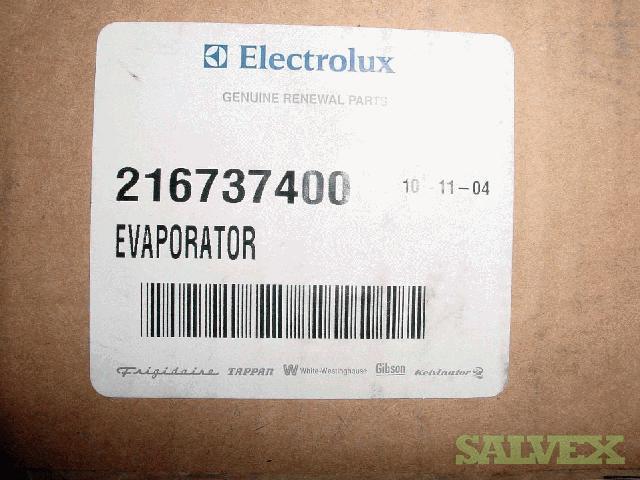 Electrolux
GENUINE RENEWAL PARTS
216737400 10-11-04
EVAPORATOR
Frigidaire TAPPAN White-Westinghouse Gibson Kelvinator
SALVEX